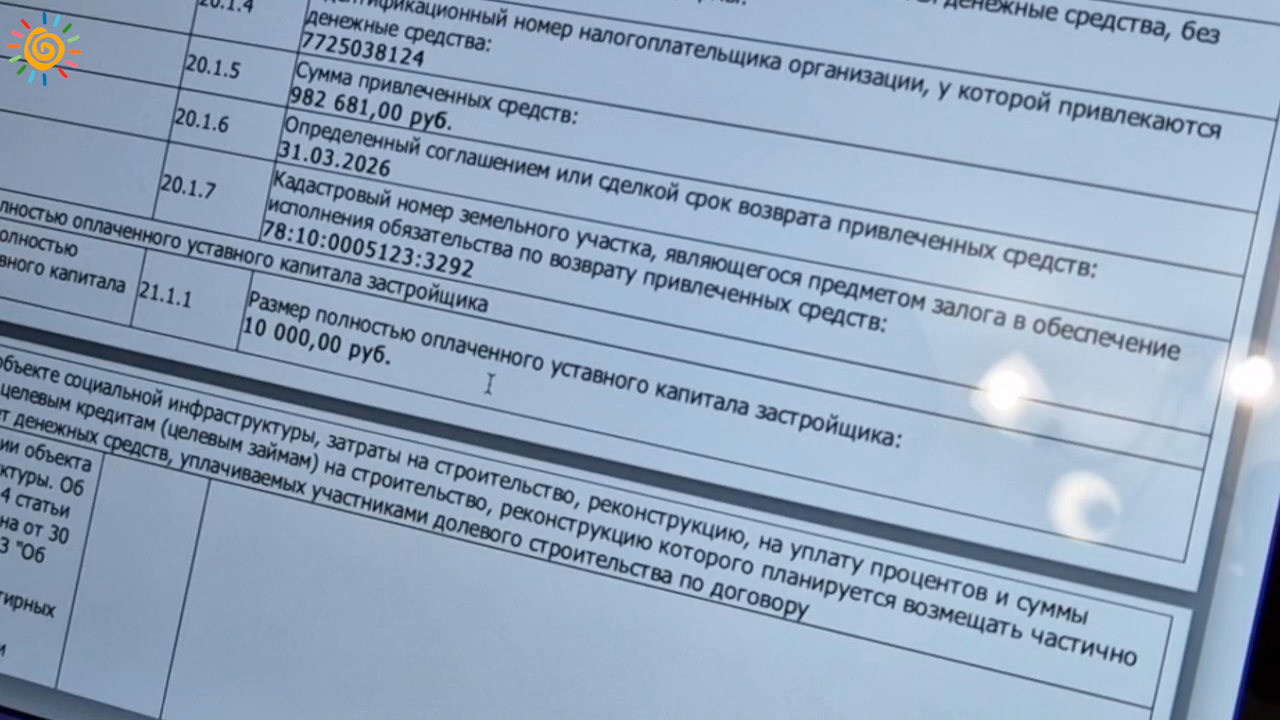 денежные средства, без
20.1.4
идентификационный номер налогоплательщика организации, у которой привлекаются
денежные средства:
7725038124
20.1.5
Сумма привлеченных средств:
982 681,00 руб.
20.1.6
Определенный соглашением или сделкой срок возврата привлеченных средств:
31.03.2026
20.1.7
Кадастровый номер земельного участка, являющегося предметом залога в обеспечение
исполнения обязательства по возврату привлеченных средств:
78:10:0005123:3292
лностью оплаченного уставного капитала застройщика
олностью
вного капитала
21.1.1
Размер полностью оплаченного уставного капитала застройщика:
10 000,00 руб.
объекте социальной инфраструктуры, затраты на строительство, реконструкцию, на уплату процентов и суммы
целевым кредитам (целевым займам) на строительство, реконструкцию которого планируется возмещать частично
ет денежных средств, уплачиваемых участниками долевого строительства по договору
ии объекта
ктуры. Об
4 статьи
на от 30
З "Об
тирных
и